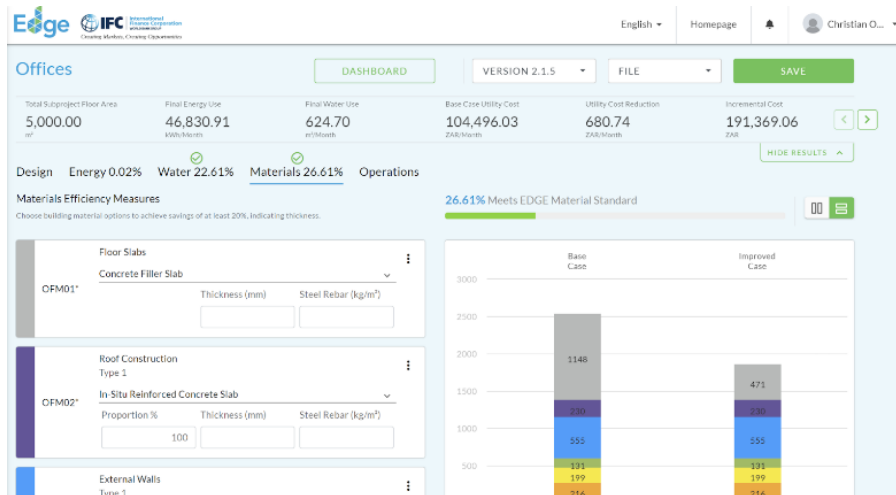 Edge IFC International Finance Corporation
WORLD BANK GROUP
Creating Markets, Creating Opportunities
English
Homepage
Christian O...
Offices
DASHBOARD
VERSION 2.1.5
FILE
SAVE
Total Subproject Floor Area
5,000.00
m²
Final Energy Use
46,830.91
kWh/Month
Final Water Use
624.70
m³/Month
Base Case Utility Cost
104,496.03
ZAR/Month
Utility Cost Reduction
680.74
ZAR/Month
Incremental Cost
191,369.06
ZAR
HIDE RESULTS
Design Energy 0.02% Water 22.61% Materials 26.61% Operations
Materials Efficiency Measures
Choose building material options to achieve savings of at least 20%, indicating thickness.
26.61% Meets EDGE Material Standard
OFM01*
Floor Slabs
Concrete Filler Slab
Thickness (mm) Steel Rebar (kg/m²)
OFM02*
Roof Construction
Type 1
In-Situ Reinforced Concrete Slab
Proportion % Thickness (mm) Steel Rebar (kg/m²)
100
External Walls
Type 1
Base
Case
Improved
Case
3000
2500
2000
1500
1000
500
1148
230
555
131
199
216
471
230
555
131
199
216